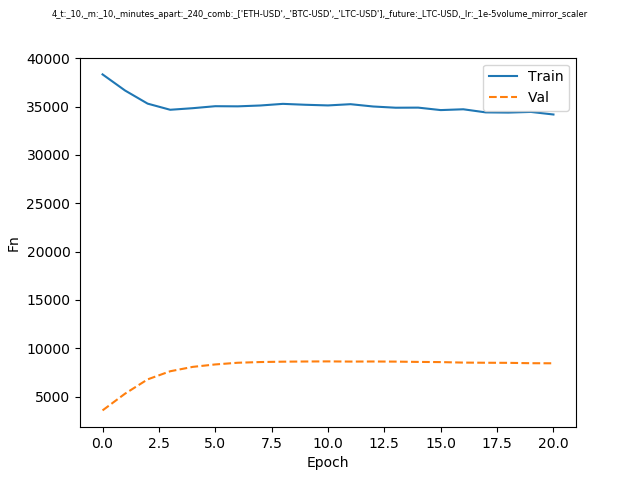 4_t:_10,_m:_10,_minutes_apart:_240_comb:_['ETH-USD',_'BTC-USD',_'LTC-USD'],_future:_LTC-USD,_lr:_1e-5volume_mirror_scaler
40000
35000
30000
25000
20000
15000
10000
5000
Fn
Train
Val
0.0 2.5 5.0 7.5 10.0 12.5 15.0 17.5 20.0
Epoch